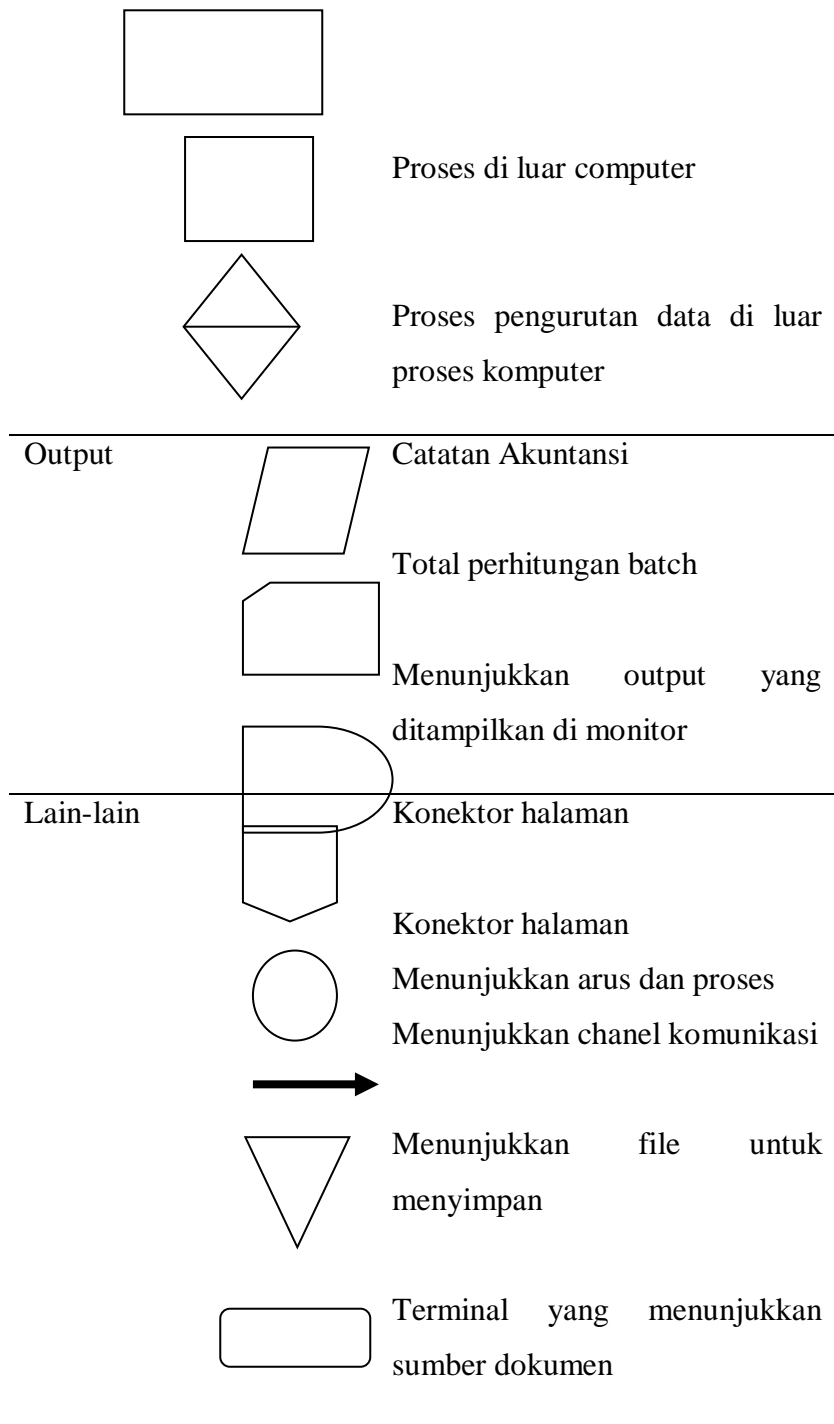 Proses di luar computer
Proses pengurutan data di luar
proses komputer
Output
Catatan Akuntansi
Total perhitungan batch
Menunjukkan output yang
ditampilkan di monitor
Lain-lain
Konektor halaman
Konektor halaman
Menunjukkan arus dan proses
Menunjukkan chanel komunikasi
Menunjukkan file untuk
menyimpan
Terminal yang menunjukkan
sumber dokumen